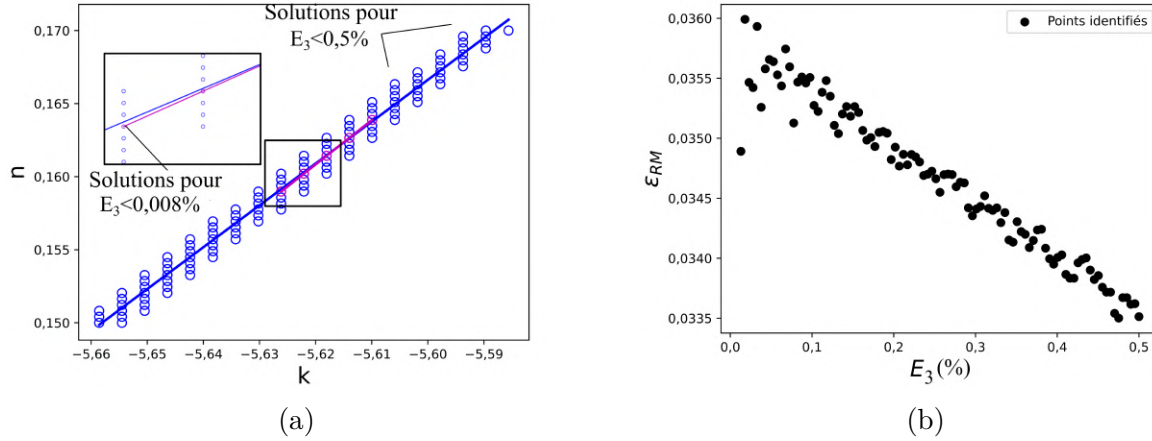 Solutions pour
E₃<0,5%
Solutions pour
E₃<0,008%
0,170
0,165
0,160
0,155
0,150
n
−5,66 −5,65 −5,64 −5,63 −5,62 −5,61 −5,60 −5,59
k
(a)
Points identifiés
0,0360
0,0355
0,0350
0,0345
0,0340
0,0335
ε_RM
0,0 0,1 0,2 0,3 0,4 0,5
E₃(%)
(b)